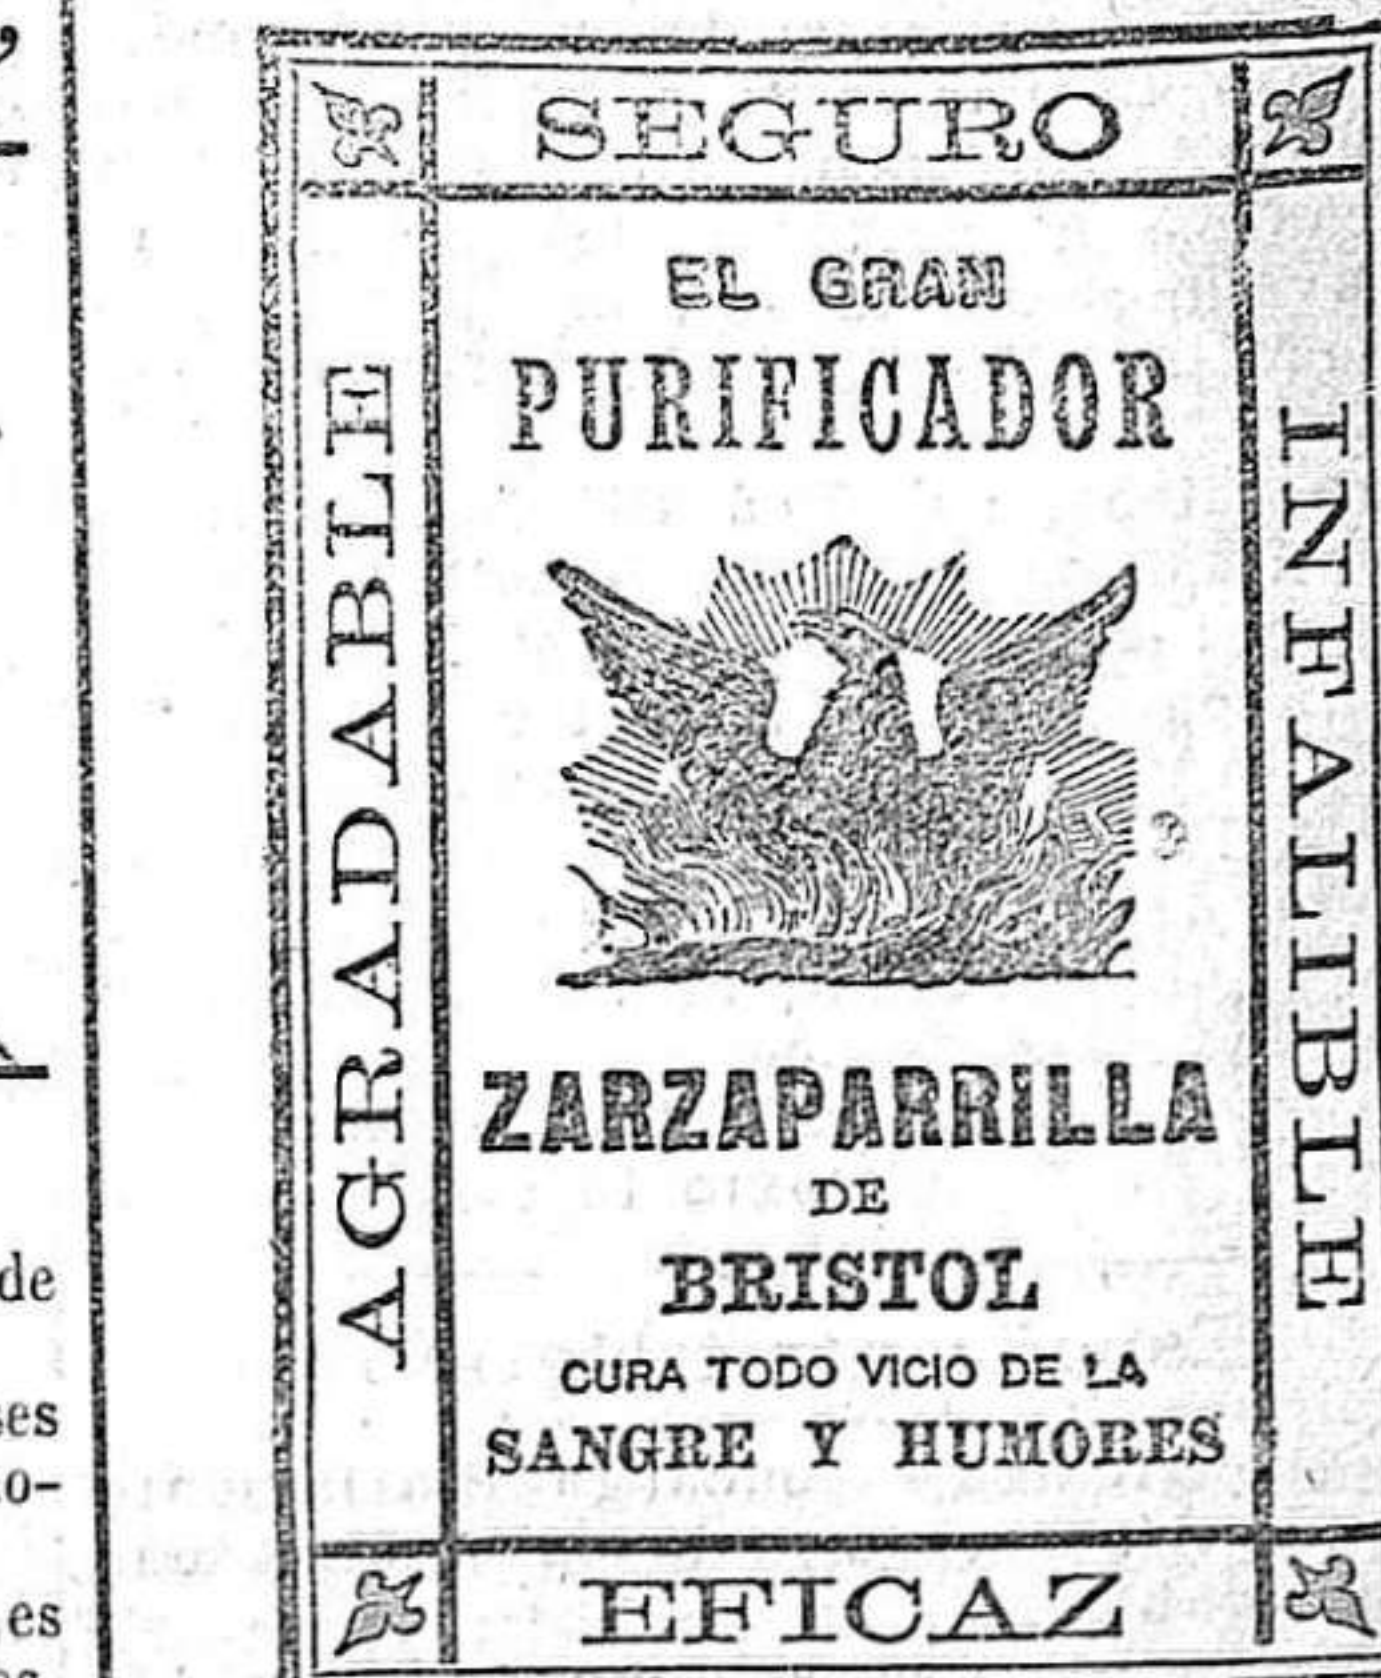 SEGURO
AGRADABLE
EL GRAN
PURIFICADOR
ZARZAPARRILLA
DE
BRISTOL
CURA TODO VICIO DE LA
SANGRE Y HUMORES
INFALIBLE
EFICAZ
de
es